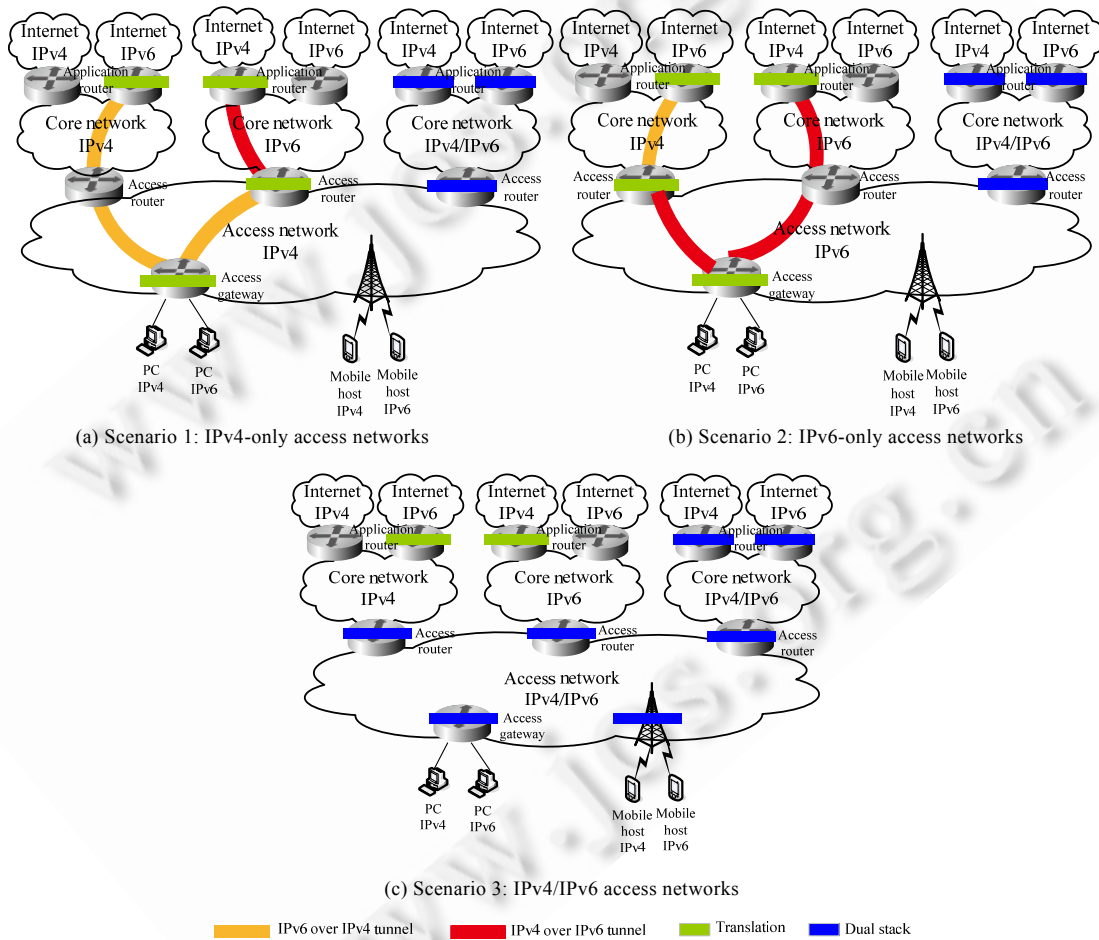 Internet IPv4
Internet IPv6
Internet IPv4
Internet IPv6
Internet IPv4
Internet IPv6
Application router
Application router
Application router
Core network IPv4
Core network IPv6
Core network IPv4/IPv6
Access router
Access router
Access router
Access network IPv4
Access gateway
PC IPv4
PC IPv6
Mobile host IPv4
Mobile host IPv6
(a) Scenario 1: IPv4-only access networks
Internet IPv4
Internet IPv6
Internet IPv4
Internet IPv6
Internet IPv4
Internet IPv6
Application router
Application router
Application router
Core network IPv4
Core network IPv6
Core network IPv4/IPv6
Access router
Access router
Access router
Access network IPv6
Access gateway
PC IPv4
PC IPv6
Mobile host IPv4
Mobile host IPv6
(b) Scenario 2: IPv6-only access networks
Internet IPv4
Internet IPv6
Internet IPv4
Internet IPv6
Internet IPv4
Internet IPv6
Application router
Application router
Application router
Core network IPv4
Core network IPv6
Core network IPv4/IPv6
Access router
Access router
Access router
Access network IPv4/IPv6
Access gateway
PC IPv4
PC IPv6
Mobile host IPv4
Mobile host IPv6
(c) Scenario 3: IPv4/IPv6 access networks
IPv6 over IPv4 tunnel
IPv4 over IPv6 tunnel
Translation
Dual stack